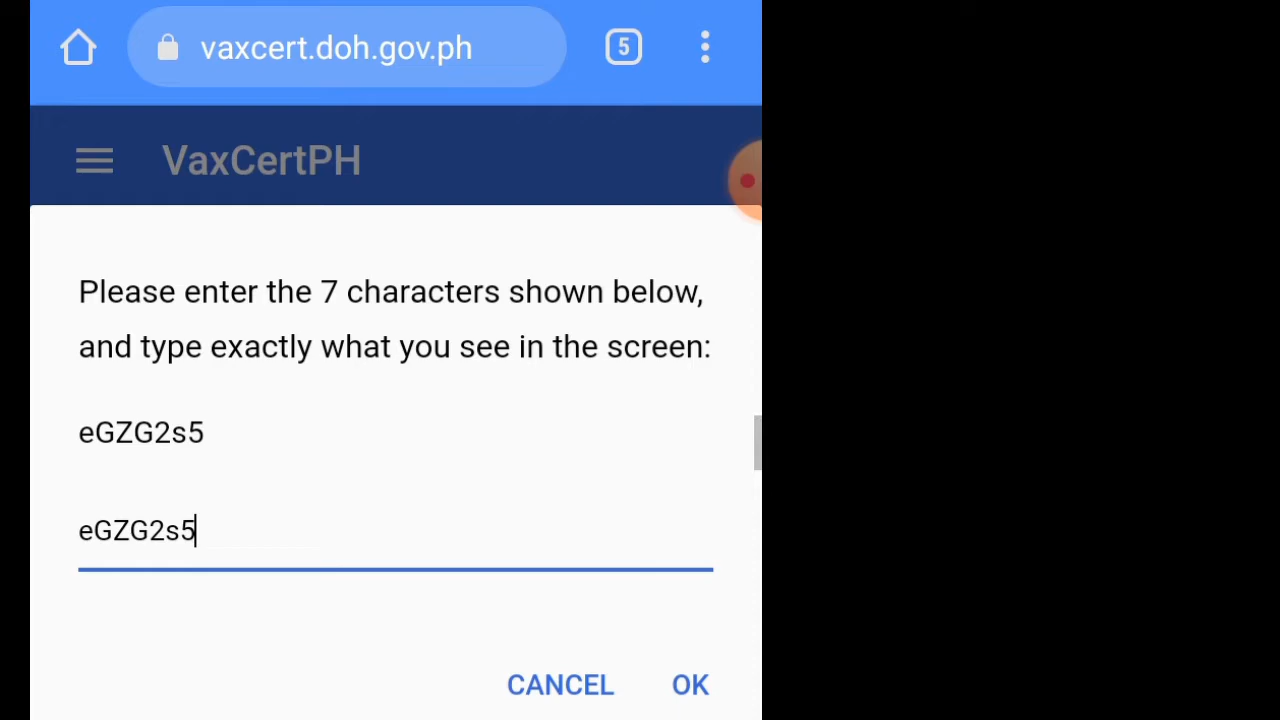 vaxcert.doh.gov.ph
5
VaxCertPH
Please enter the 7 characters shown below,
and type exactly what you see in the screen:
eGZG2s5
eGZG2s5
CANCEL OK